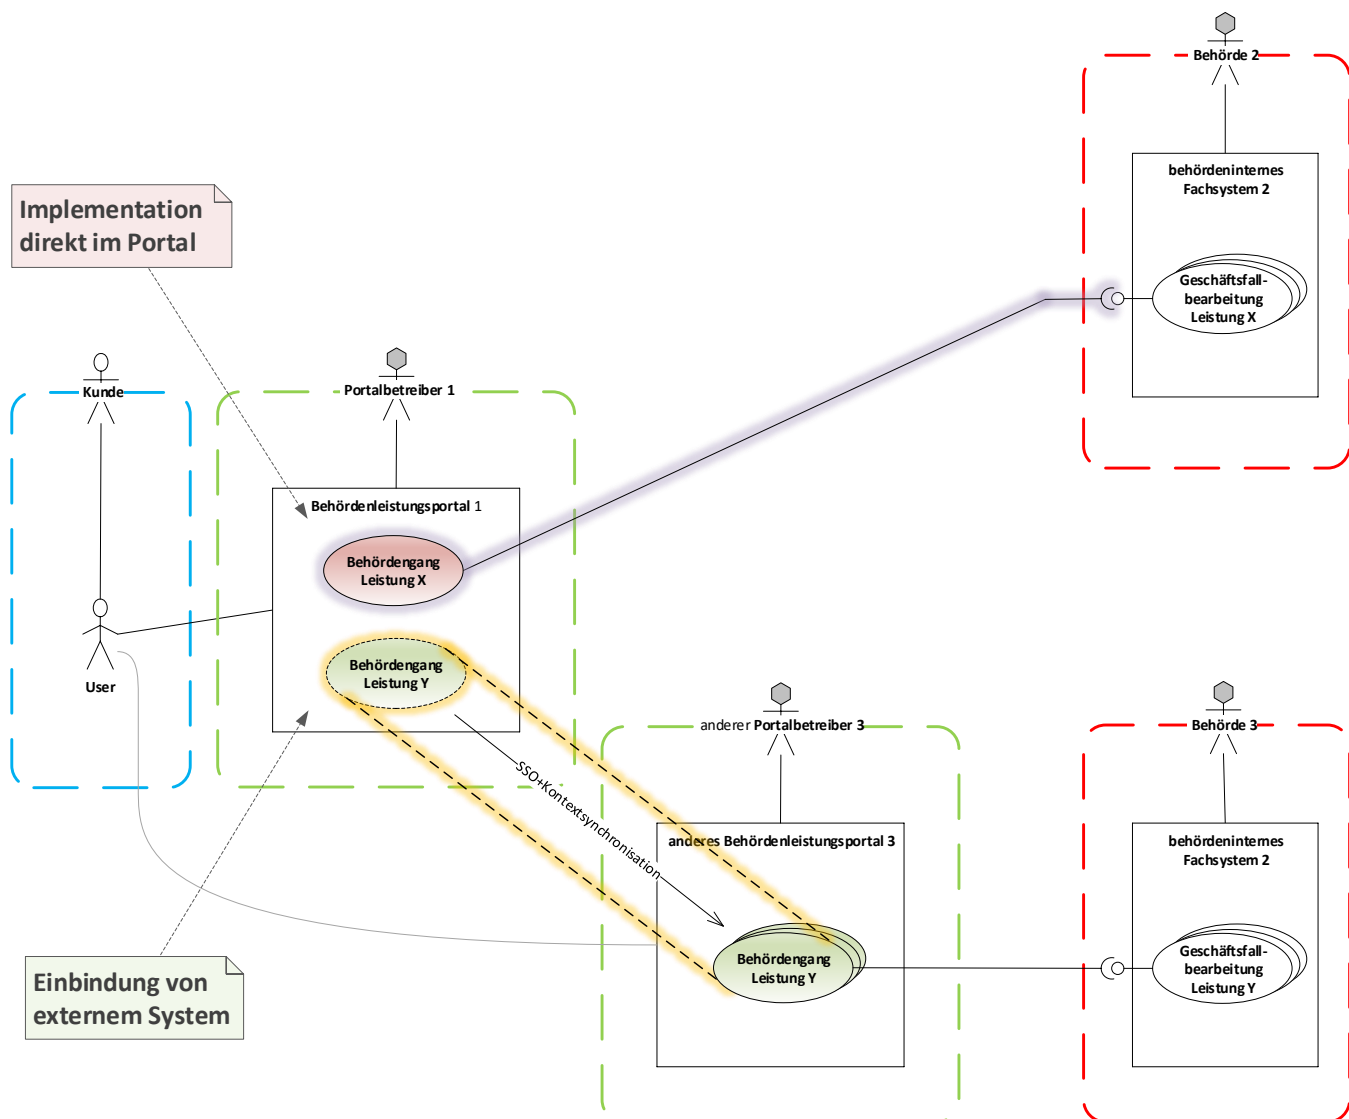 Behörde 2
behördeninternes
Fachsystem 2
Geschäftsfall-
bearbeitung
Leistung X
Implementation
direkt im Portal
Kunde
Portalbetreiber 1
Behördenleistungsportal 1
Behördengang
Leistung X
Behördengang
Leistung Y
User
SSO+Kontextsynchronisation
anderer Portalbetreiber 3
anderes Behördenleistungsportal 3
Behördengang
Leistung Y
Behörde 3
behördeninternes
Fachsystem 2
Geschäftsfall-
bearbeitung
Leistung Y
Einbindung von
externem System